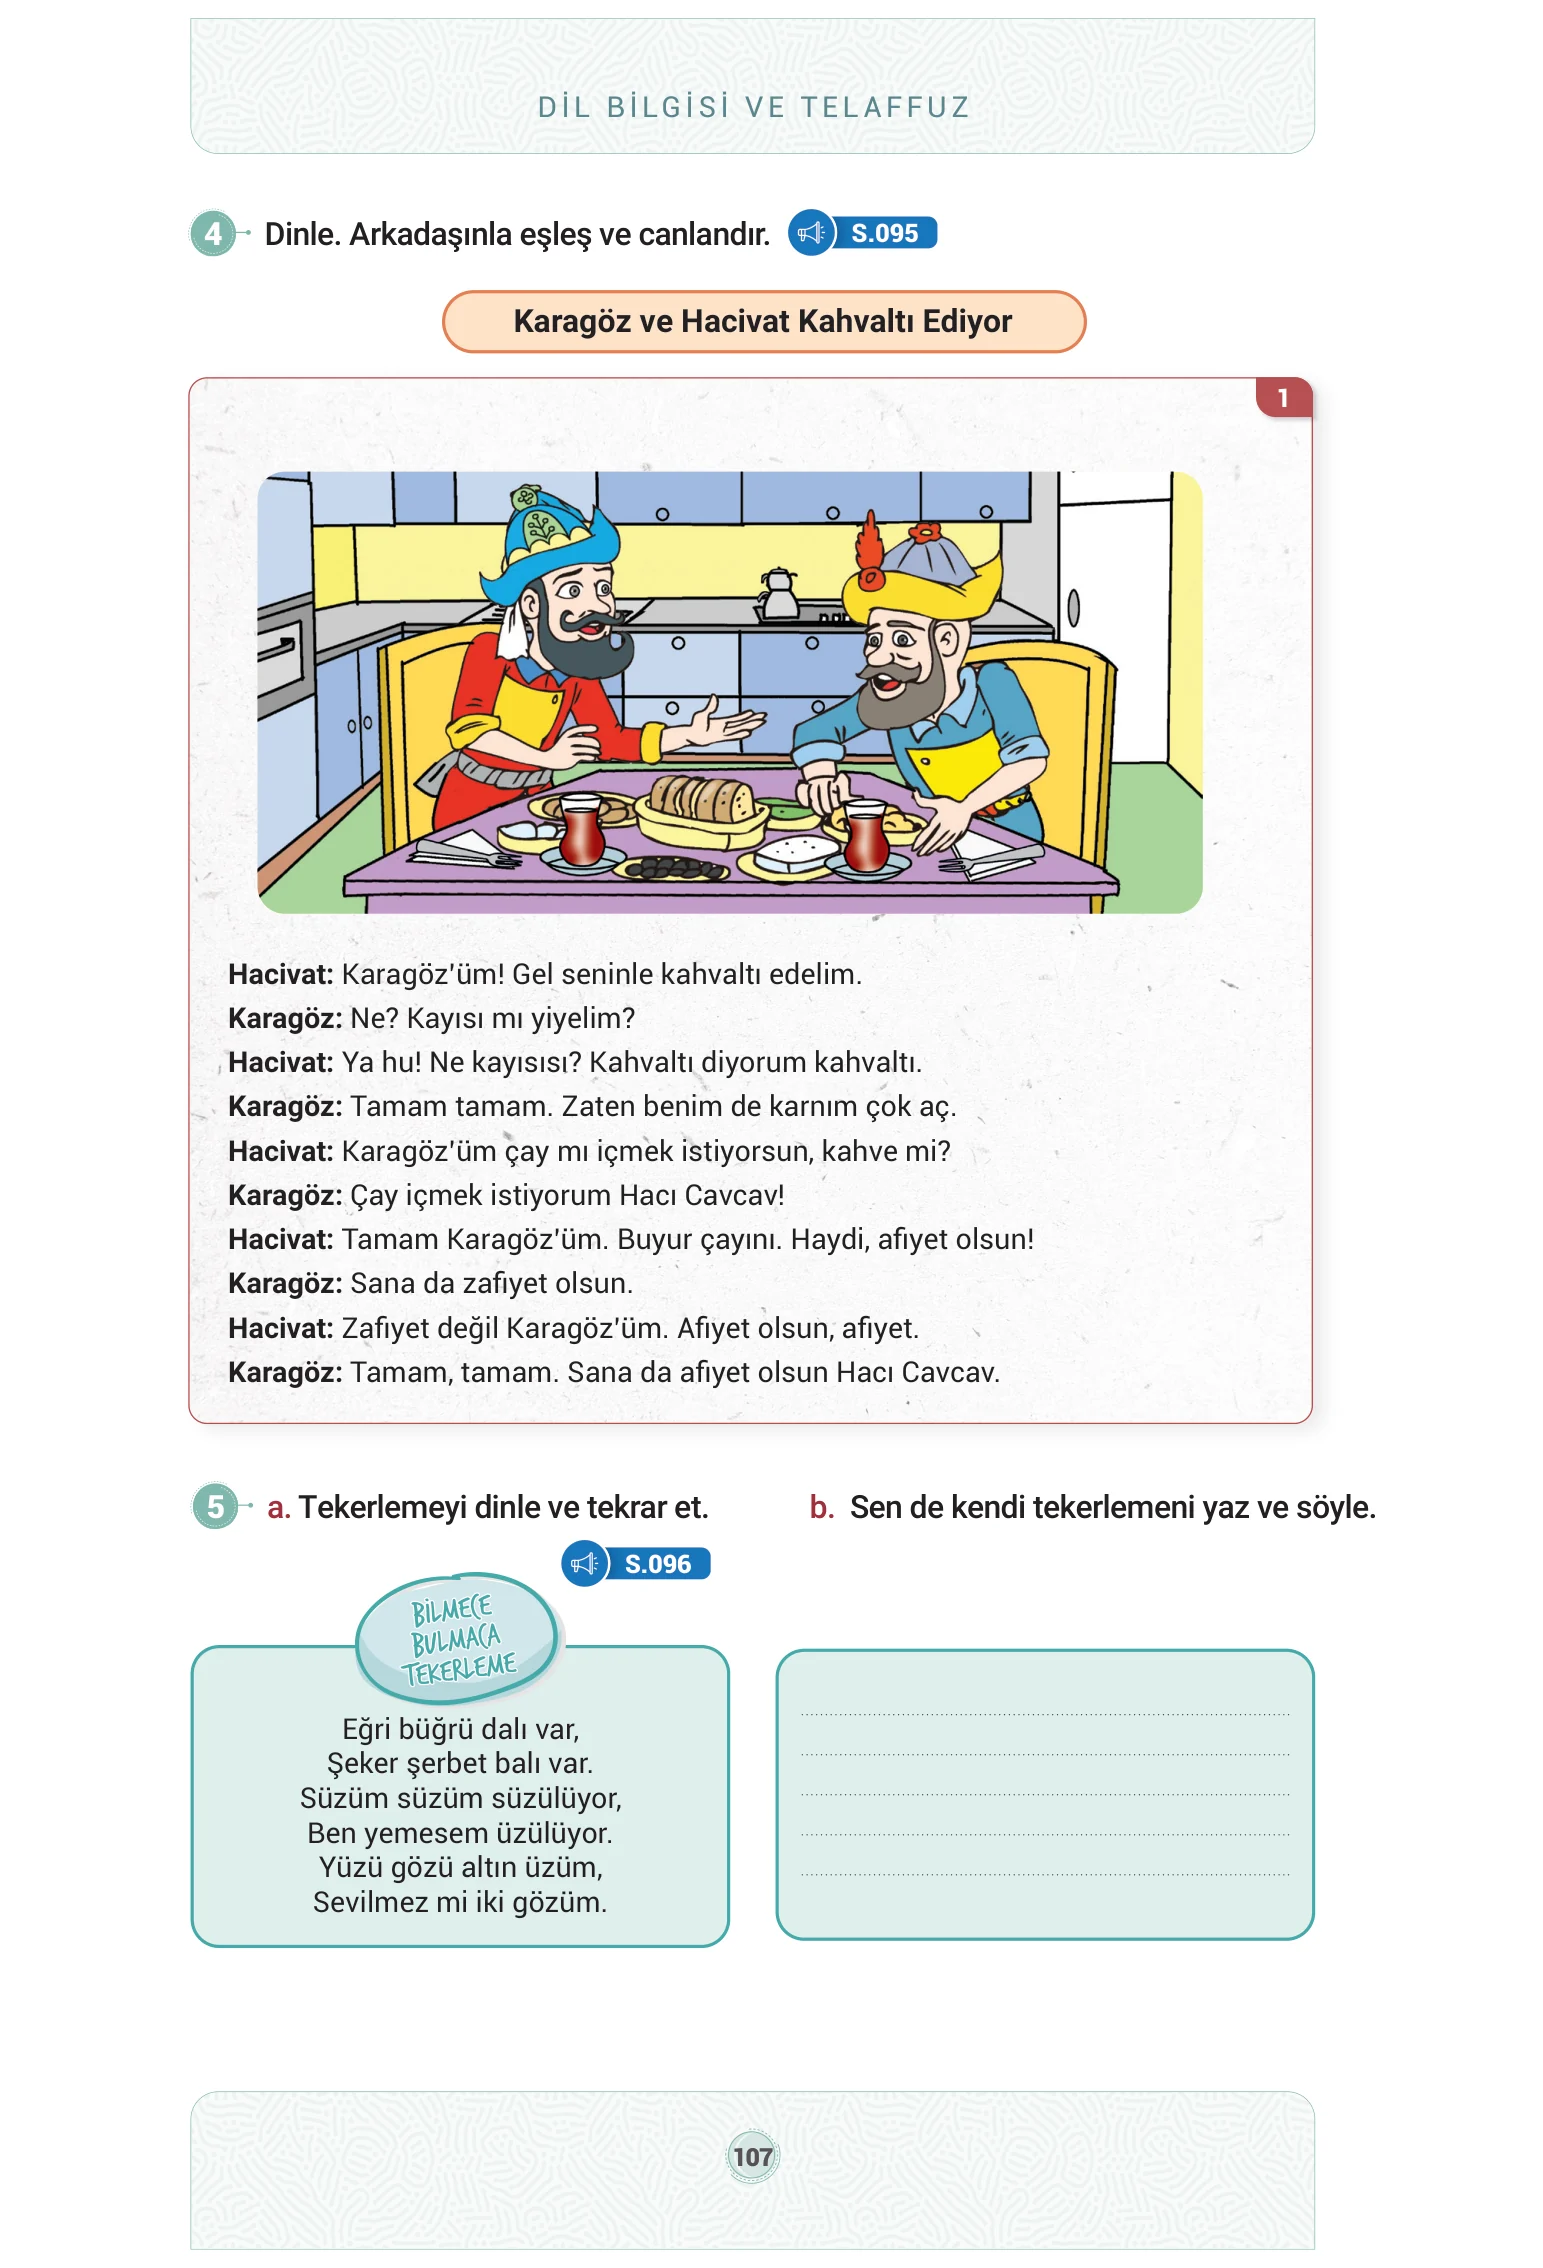 DİL BİLGİSİ VE TELAFFUZ
4 Dinle. Arkadaşınla eşleş ve canlandır. S.095
Karagöz ve Hacivat Kahvaltı Ediyor
1
Hacivat: Karagöz'üm! Gel seninle kahvaltı edelim.
Karagöz: Ne? Kayısı mı yiyelim?
Hacivat: Ya hu! Ne kayısısı? Kahvaltı diyorum kahvaltı.
Karagöz: Tamam tamam. Zaten benim de karnım çok aç.
Hacivat: Karagöz'üm çay mı içmek istiyorsun, kahve mi?
Karagöz: Çay içmek istiyorum Hacı Cavcav!
Hacivat: Tamam Karagöz'üm. Buyur çayını. Haydi, afiyet olsun!
Karagöz: Sana da zafiyet olsun.
Hacivat: Zafiyet değil Karagöz'üm. Afiyet olsun, afiyet.
Karagöz: Tamam, tamam. Sana da afiyet olsun Hacı Cavcav.
5 a. Tekerlemeyi dinle ve tekrar et.
S.096
BİLMECE
BULMACA
TEKERLEME
Eğri büğrü dalı var,
Şeker şerbet balı var.
Süzüm süzüm süzülüyor,
Ben yemesem üzülüyor.
Yüzü gözü altın üzüm,
Sevilmez mi iki gözüm.
b. Sen de kendi tekerlemeni yaz ve söyle.
107